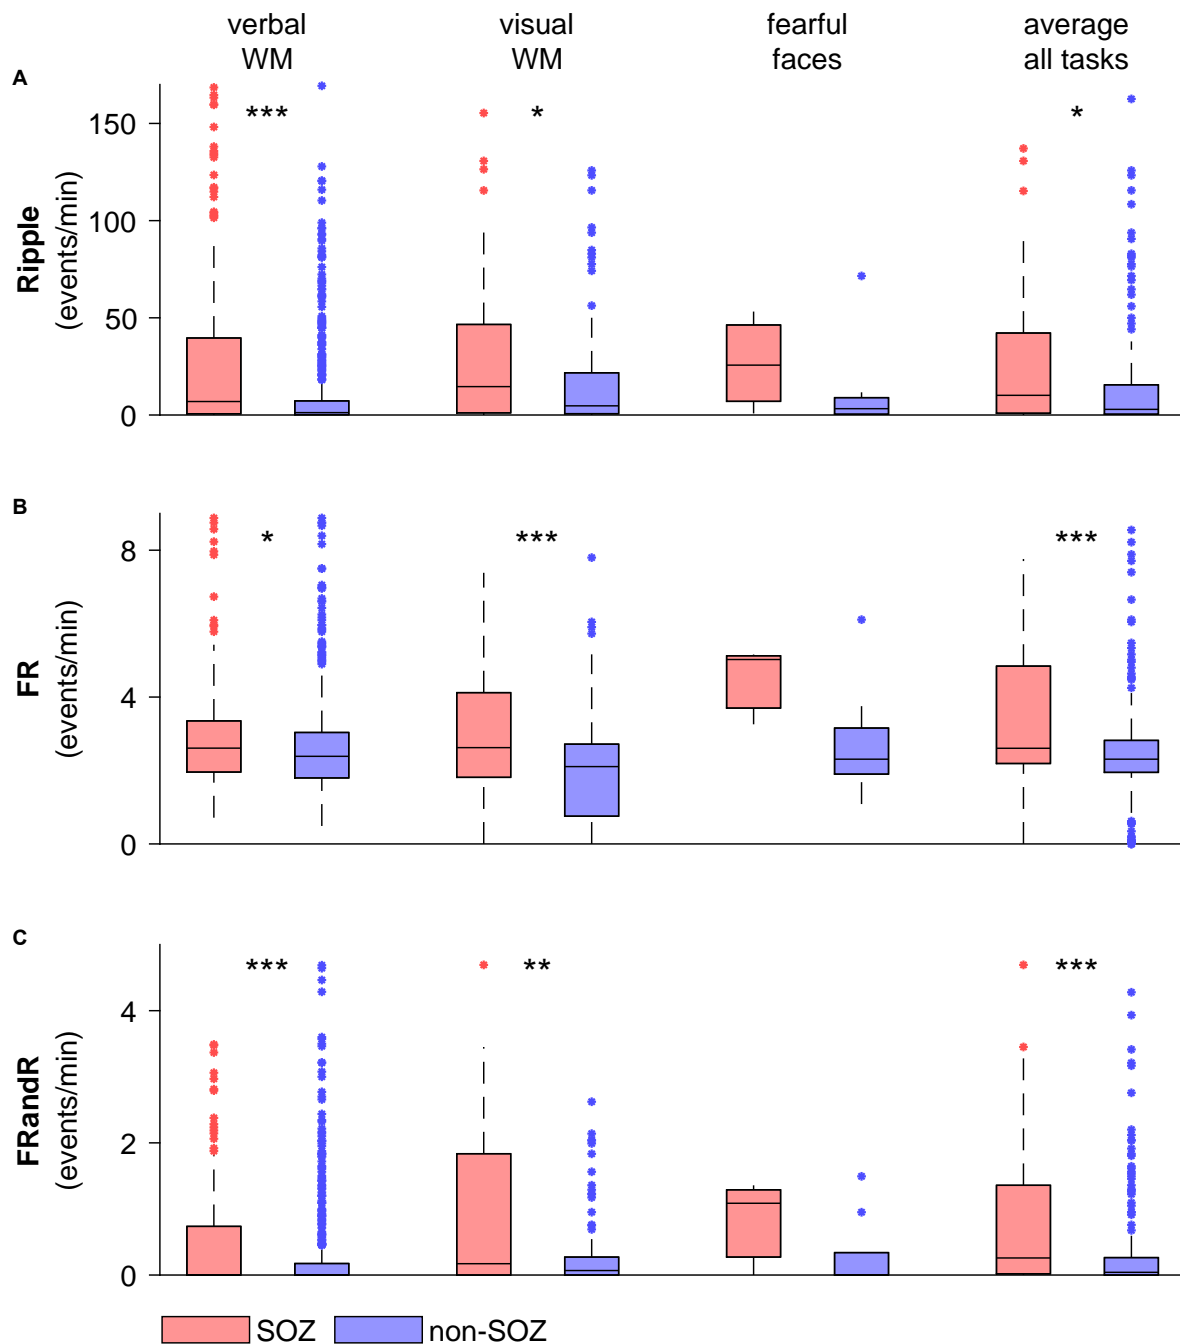 verbal WM
visual WM
fearful faces
average all tasks
A
Ripple
(events/min)
150
100
50
0
***
*
*
B
FR
(events/min)
8
4
0
*
***
***
C
FRandR
(events/min)
4
2
0
***
**
***
SOZ
non-SOZ